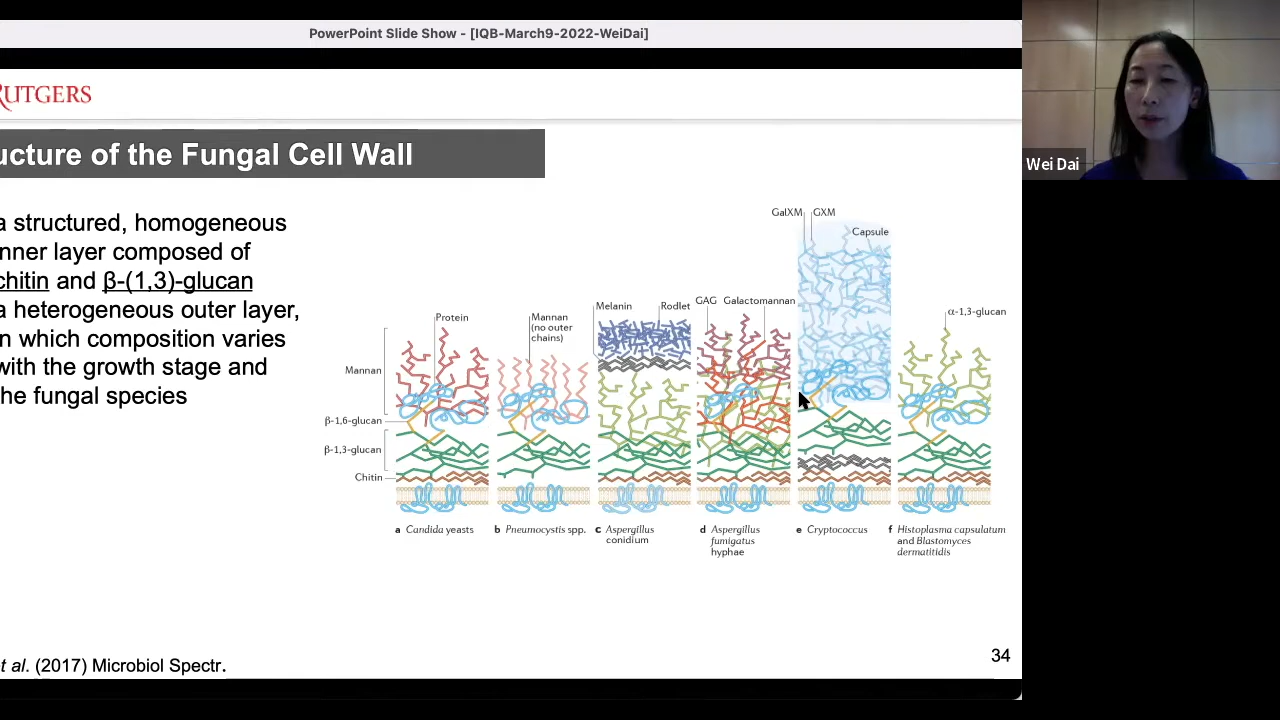 PowerPoint Slide Show - [IQB-March9-2022-WeiDai]
RUTGERS
Wei Dai
ucture of the Fungal Cell Wall
a structured, homogeneous
nner layer composed of
chitin and β-(1,3)-glucan
a heterogeneous outer layer,
n which composition varies
with the growth stage and
he fungal species
GalXM GXM
Capsule
Melanin Rodlet GAG Galactomannan
Protein
Mannan
(no outer
chains)
α-1,3-glucan
Mannan
β-1,6-glucan
β-1,3-glucan
Chitin
a Candida yeasts
b Pneumocystis spp.
c Aspergillus
conidium
d Aspergillus
fumigatus
hyphae
e Cryptococcus
f Histoplasma capsulatum
and Blastomyces
dermatitidis
t al. (2017) Microbiol Spectr.
34